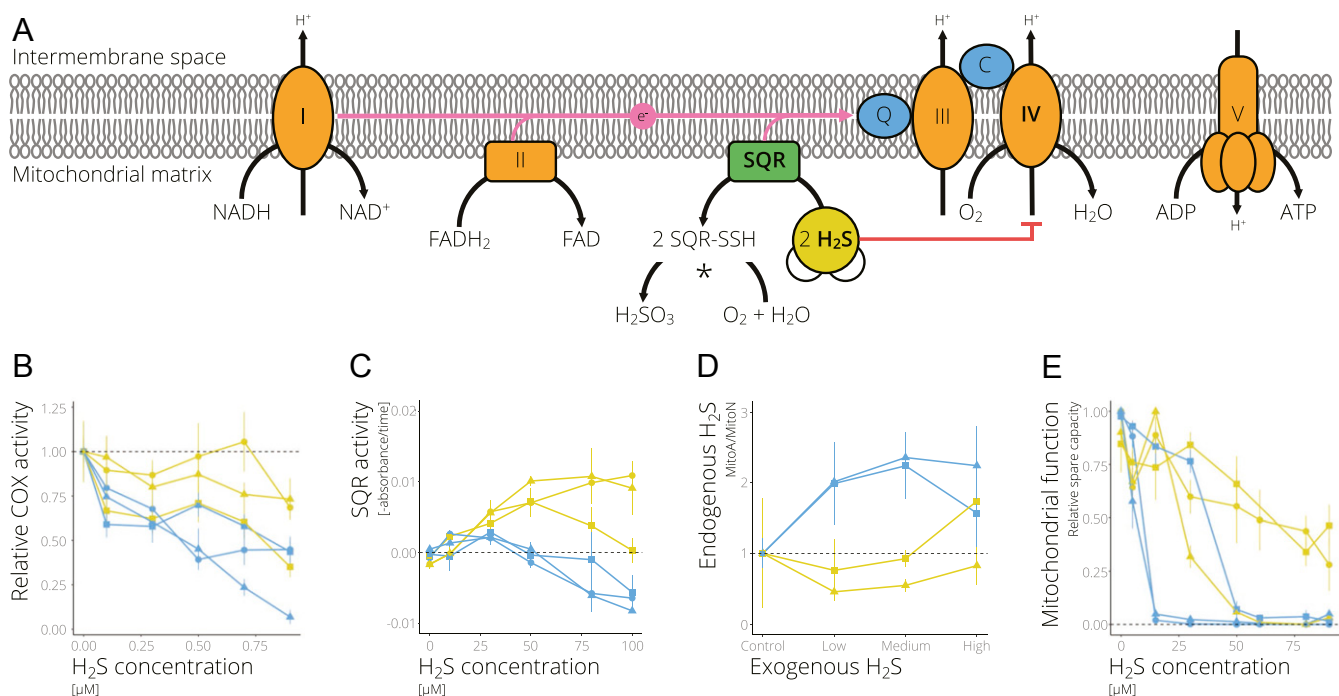 A
Intermembrane space
Mitochondrial matrix
H⁺
H⁺
H⁺
I
e⁻
Q
III
C
IV
V
II
SQR
NADH
NAD⁺
FADH₂
FAD
2 SQR-SSH
2 H₂S
O₂
H₂O
ADP
H⁺
ATP
*
H₂SO₃
O₂ + H₂O
B
Relative COX activity
1.25
1.00
0.75
0.50
0.25
0.00
0.00
0.25
0.50
0.75
H₂S concentration
[µM]
C
SQR activity
[-absorbance/time]
0.02
0.001
0.00
-0.01
0
25
50
75
100
H₂S concentration
[µM]
D
Endogenous H₂S
MitoA/MitoN
3
2
1
0
Control
Low
Medium
High
Exogenous H₂S
E
Mitochondrial function
Relative spare capacity
1.00
0.75
0.50
0.25
0.00
0
25
75
H₂S concentration
[µM]